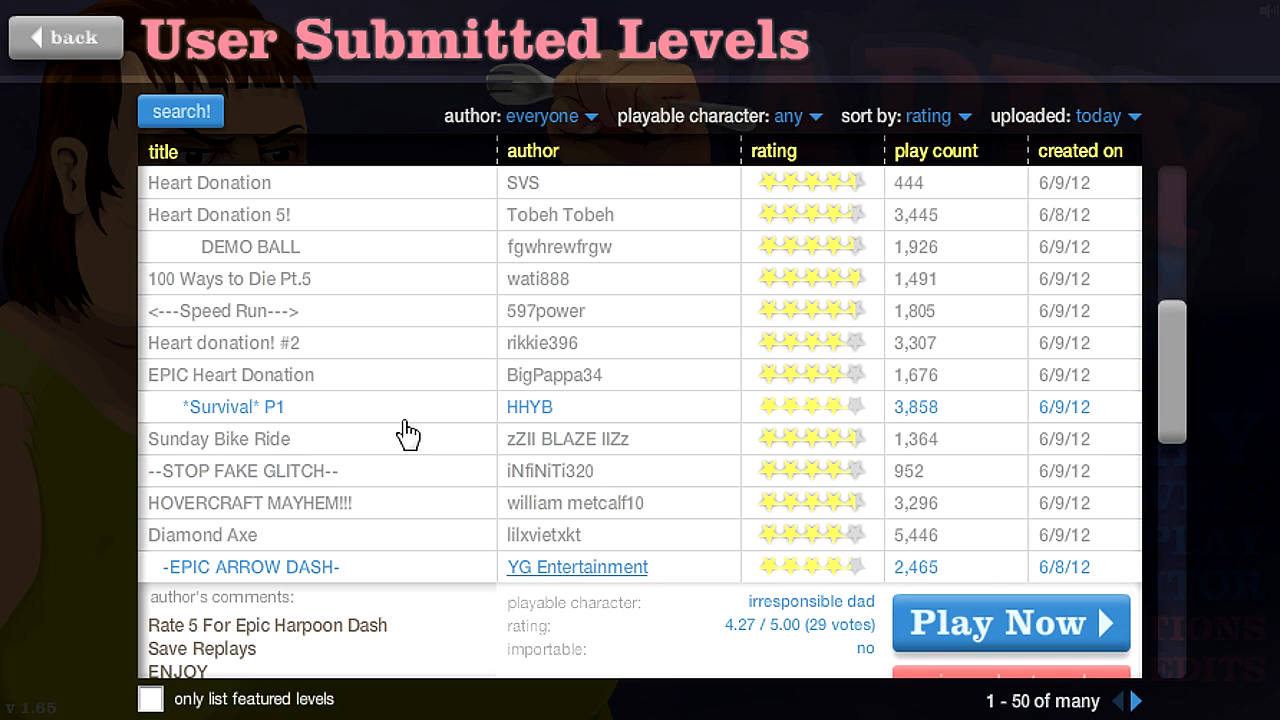 back
User Submitted Levels
search!
author: everyone playable character: any sort by: rating uploaded: today
title author rating play count created on
Heart Donation SVS 444 6/9/12
Heart Donation 5! Tobeh Tobeh 3,445 6/8/12
DEMO BALL fgwhrewfrgw 1,926 6/9/12
100 Ways to Die Pt.5 wati888 1,491 6/9/12
<---Speed Run---> 597power 1,805 6/9/12
Heart donation! #2 rikkie396 3,307 6/9/12
EPIC Heart Donation BigPappa34 1,676 6/9/12
*Survival* P1 HHYB 3,858 6/9/12
Sunday Bike Ride zZII BLAZE IIZz 1,364 6/9/12
--STOP FAKE GLITCH-- iNfiNiTi320 952 6/9/12
HOVERCRAFT MAYHEM!!! william metcalf10 3,296 6/9/12
Diamond Axe lilxvietxkt 5,446 6/9/12
-EPIC ARROW DASH- YG Entertainment 2,465 6/8/12
author's comments:
Rate 5 For Epic Harpoon Dash
Save Replays
ENJOY
playable character: irresponsible dad
rating: 4.27 / 5.00 (29 votes)
importable: no
Play Now
only list featured levels
1 - 50 of many
v 1.65